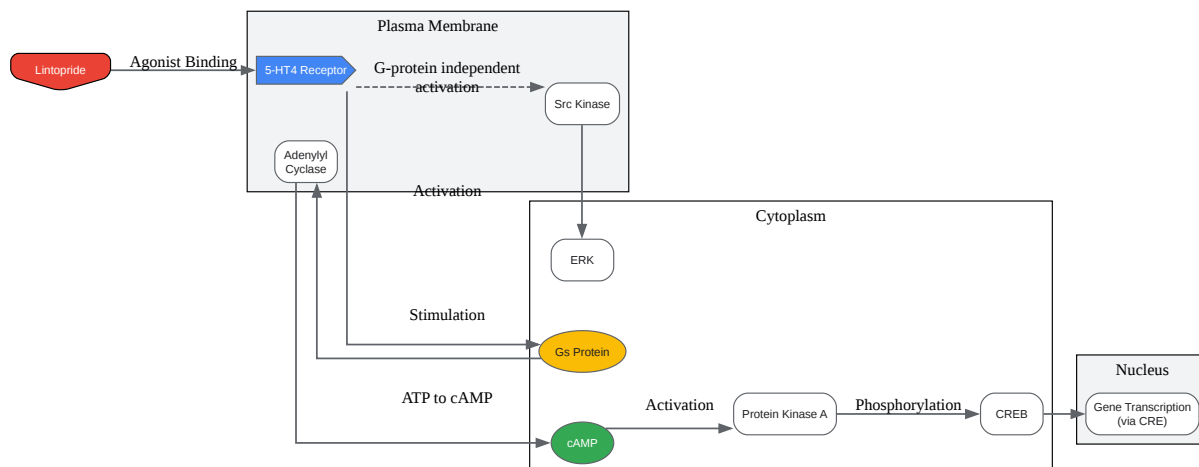 Plasma Membrane
Lintopride
Agonist Binding
5-HT4 Receptor
G-protein independent
activation
Src Kinase
Adenylyl
Cyclase
Activation
Cytoplasm
ERK
Stimulation
Gs Protein
Nucleus
ATP to cAMP
Activation
Protein Kinase A
Phosphorylation
CREB
Gene Transcription
(via CRE)
cAMP